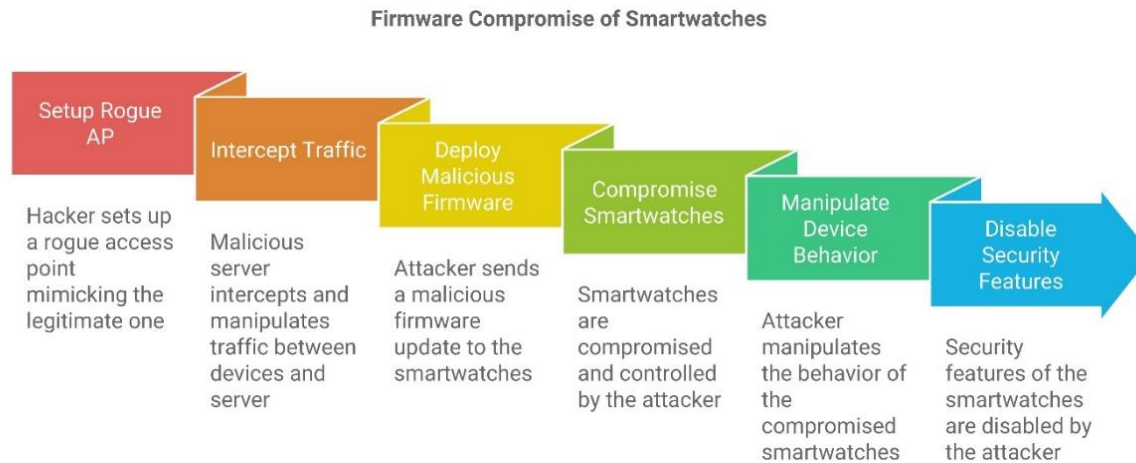 Firmware Compromise of Smartwatches
Setup Rogue
AP
Hacker sets up
a rogue access
point
mimicking the
legitimate one
Intercept Traffic
Malicious
server
intercepts and
manipulates
traffic between
devices and
server
Deploy
Malicious
Firmware
Attacker sends
a malicious
firmware
update to the
smartwatches
Compromise
Smartwatches
Smartwatches
are
compromised
and controlled
by the attacker
Manipulate
Device
Behavior
Attacker
manipulates
the behavior of
the
compromised
smartwatches
Disable
Security
Features
Security
features of the
smartwatches
are disabled by
the attacker